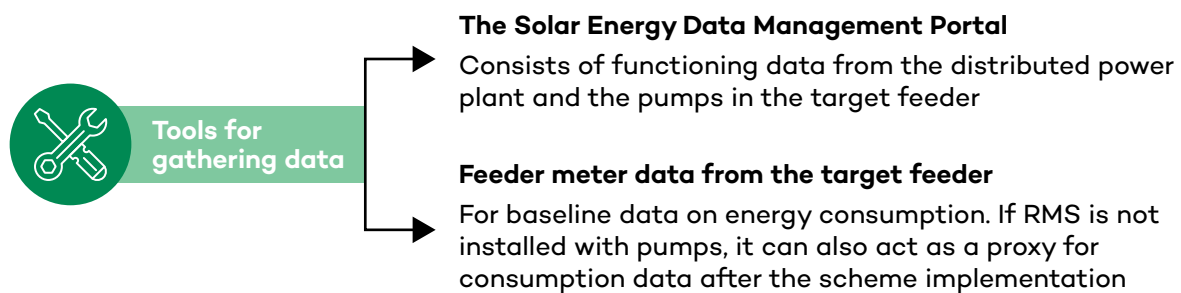 The Solar Energy Data Management Portal
Consists of functioning data from the distributed power
plant and the pumps in the target feeder
Tools for
gathering data
Feeder meter data from the target feeder
For baseline data on energy consumption. If RMS is not
installed with pumps, it can also act as a proxy for
consumption data after the scheme implementation